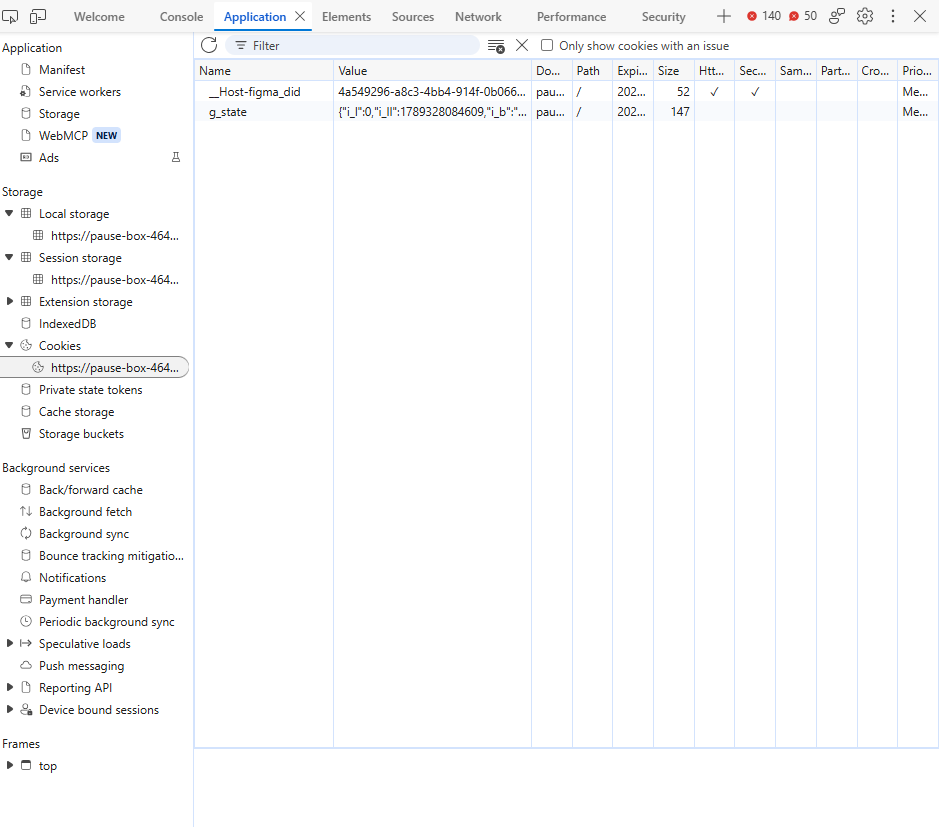 Welcome Console Application Elements Sources Network Performance Security 140 50
Application
Manifest
Service workers
Storage
WebMCP NEW
Ads
Storage
Local storage
https://pause-box-464...
Session storage
https://pause-box-464...
Extension storage
IndexedDB
Cookies
https://pause-box-464...
Private state tokens
Cache storage
Storage buckets
Background services
Back/forward cache
Background fetch
Background sync
Bounce tracking mitigatio...
Notifications
Payment handler
Periodic background sync
Speculative loads
Push messaging
Reporting API
Device bound sessions
Frames
top
Filter Only show cookies with an issue
Name Value Do... Path Expi... Size Htt... Sec... Sam... Part... Cro... Prio...
__Host-figma_did 4a549296-a8c3-4bb4-914f-0b066... pau... / 202... 52 ✓ ✓ Me...
g_state {"i_l":0,"i_ll":1789328084609,"i_b":"... pau... / 202... 147 Me...